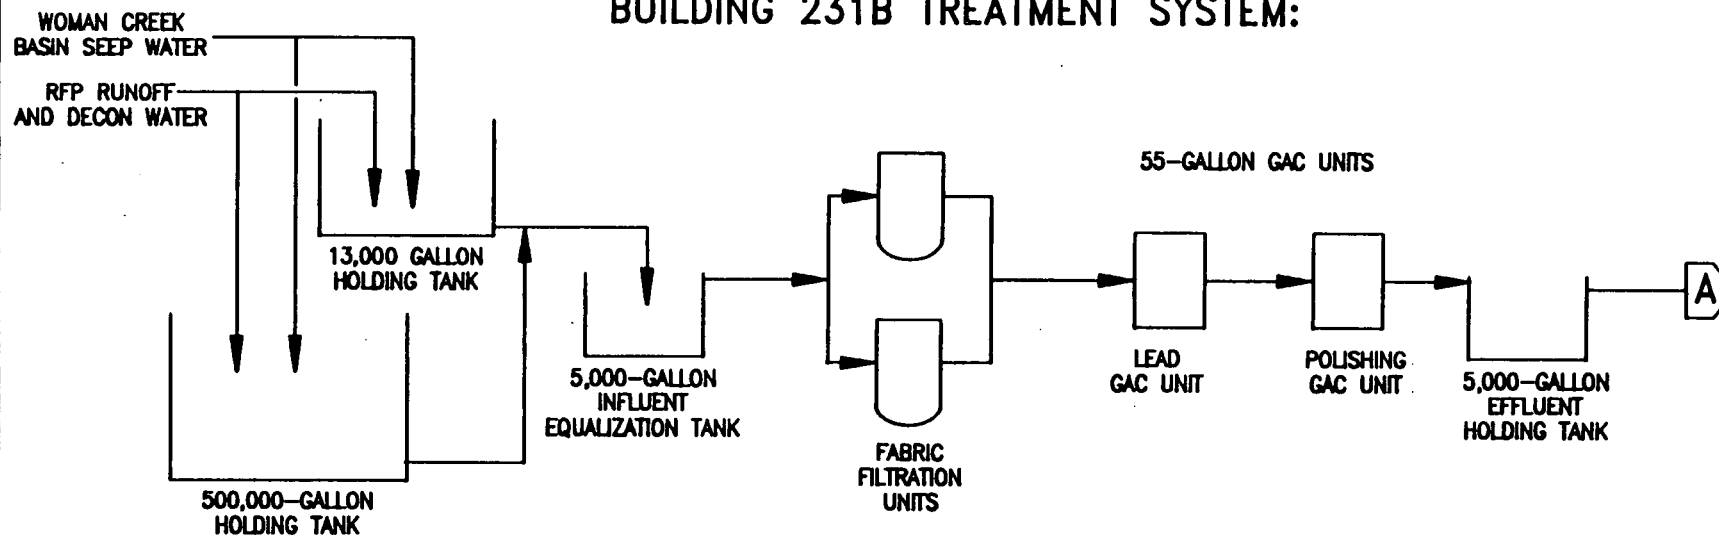 BUILDING 231B TREATMENT SYSTEM:
WOMAN CREEK
BASIN SEEP WATER
RFP RUNOFF
AND DECON WATER
13,000 GALLON
HOLDING TANK
500,000-GALLON
HOLDING TANK
5,000-GALLON
INFLUENT
EQUALIZATION TANK
FABRIC
FILTRATION
UNITS
55-GALLON GAC UNITS
LEAD
GAC UNIT
POLISHING
GAC UNIT
5,000-GALLON
EFFLUENT
HOLDING TANK
A